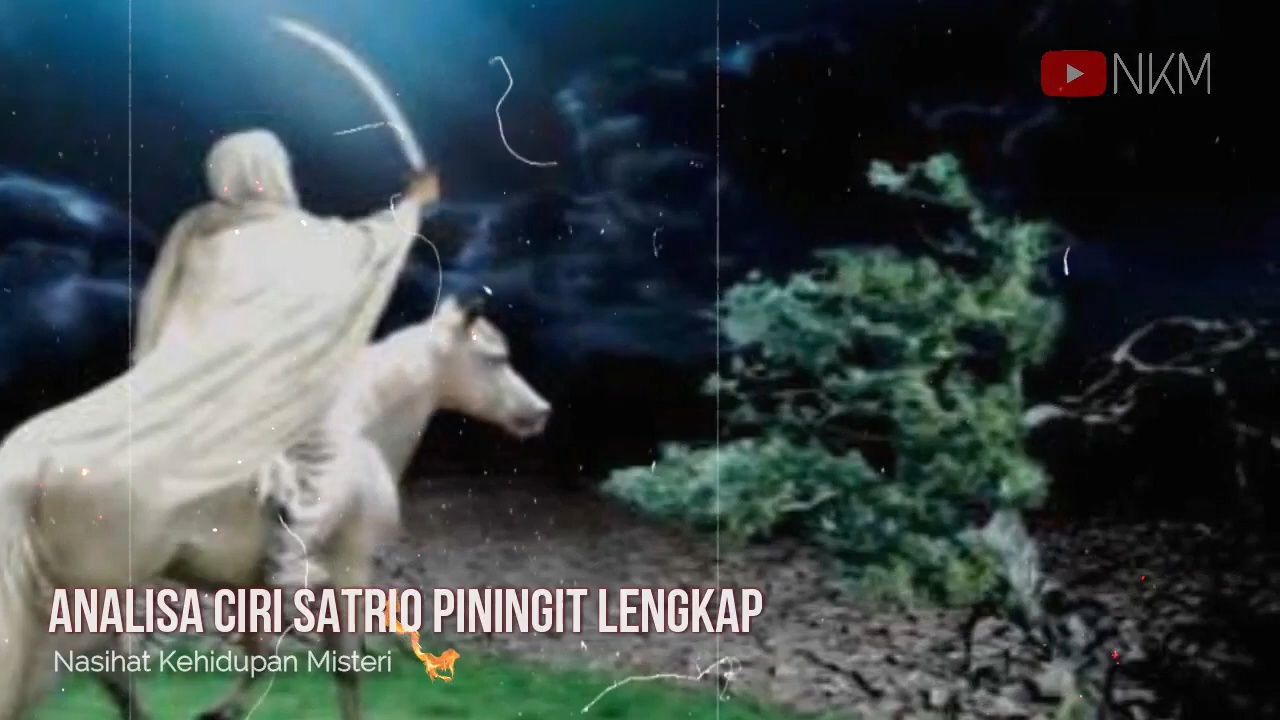 NKM
ANALISA CIRI SATRIO PININGIT LENGKAP
Nasihat Kehidupan Misteri